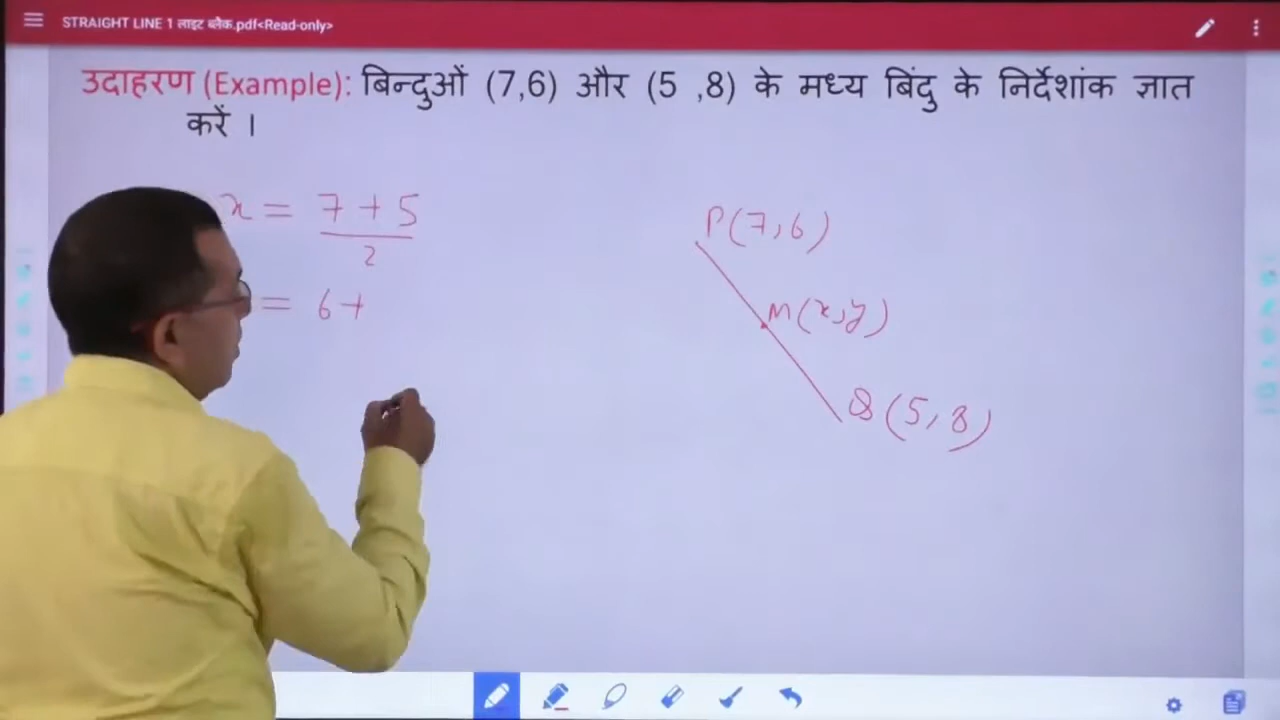 STRAIGHT LINE 1 लाइट ब्लैक.pdf<Read-only>
उदाहरण (Example): बिन्दुओं (7,6) और (5 ,8) के मध्य बिंदु के निर्देशांक ज्ञात
करें ।
x = 7 + 5
2
= 6 +
P(7,6)
M(x,y)
Q(5,8)